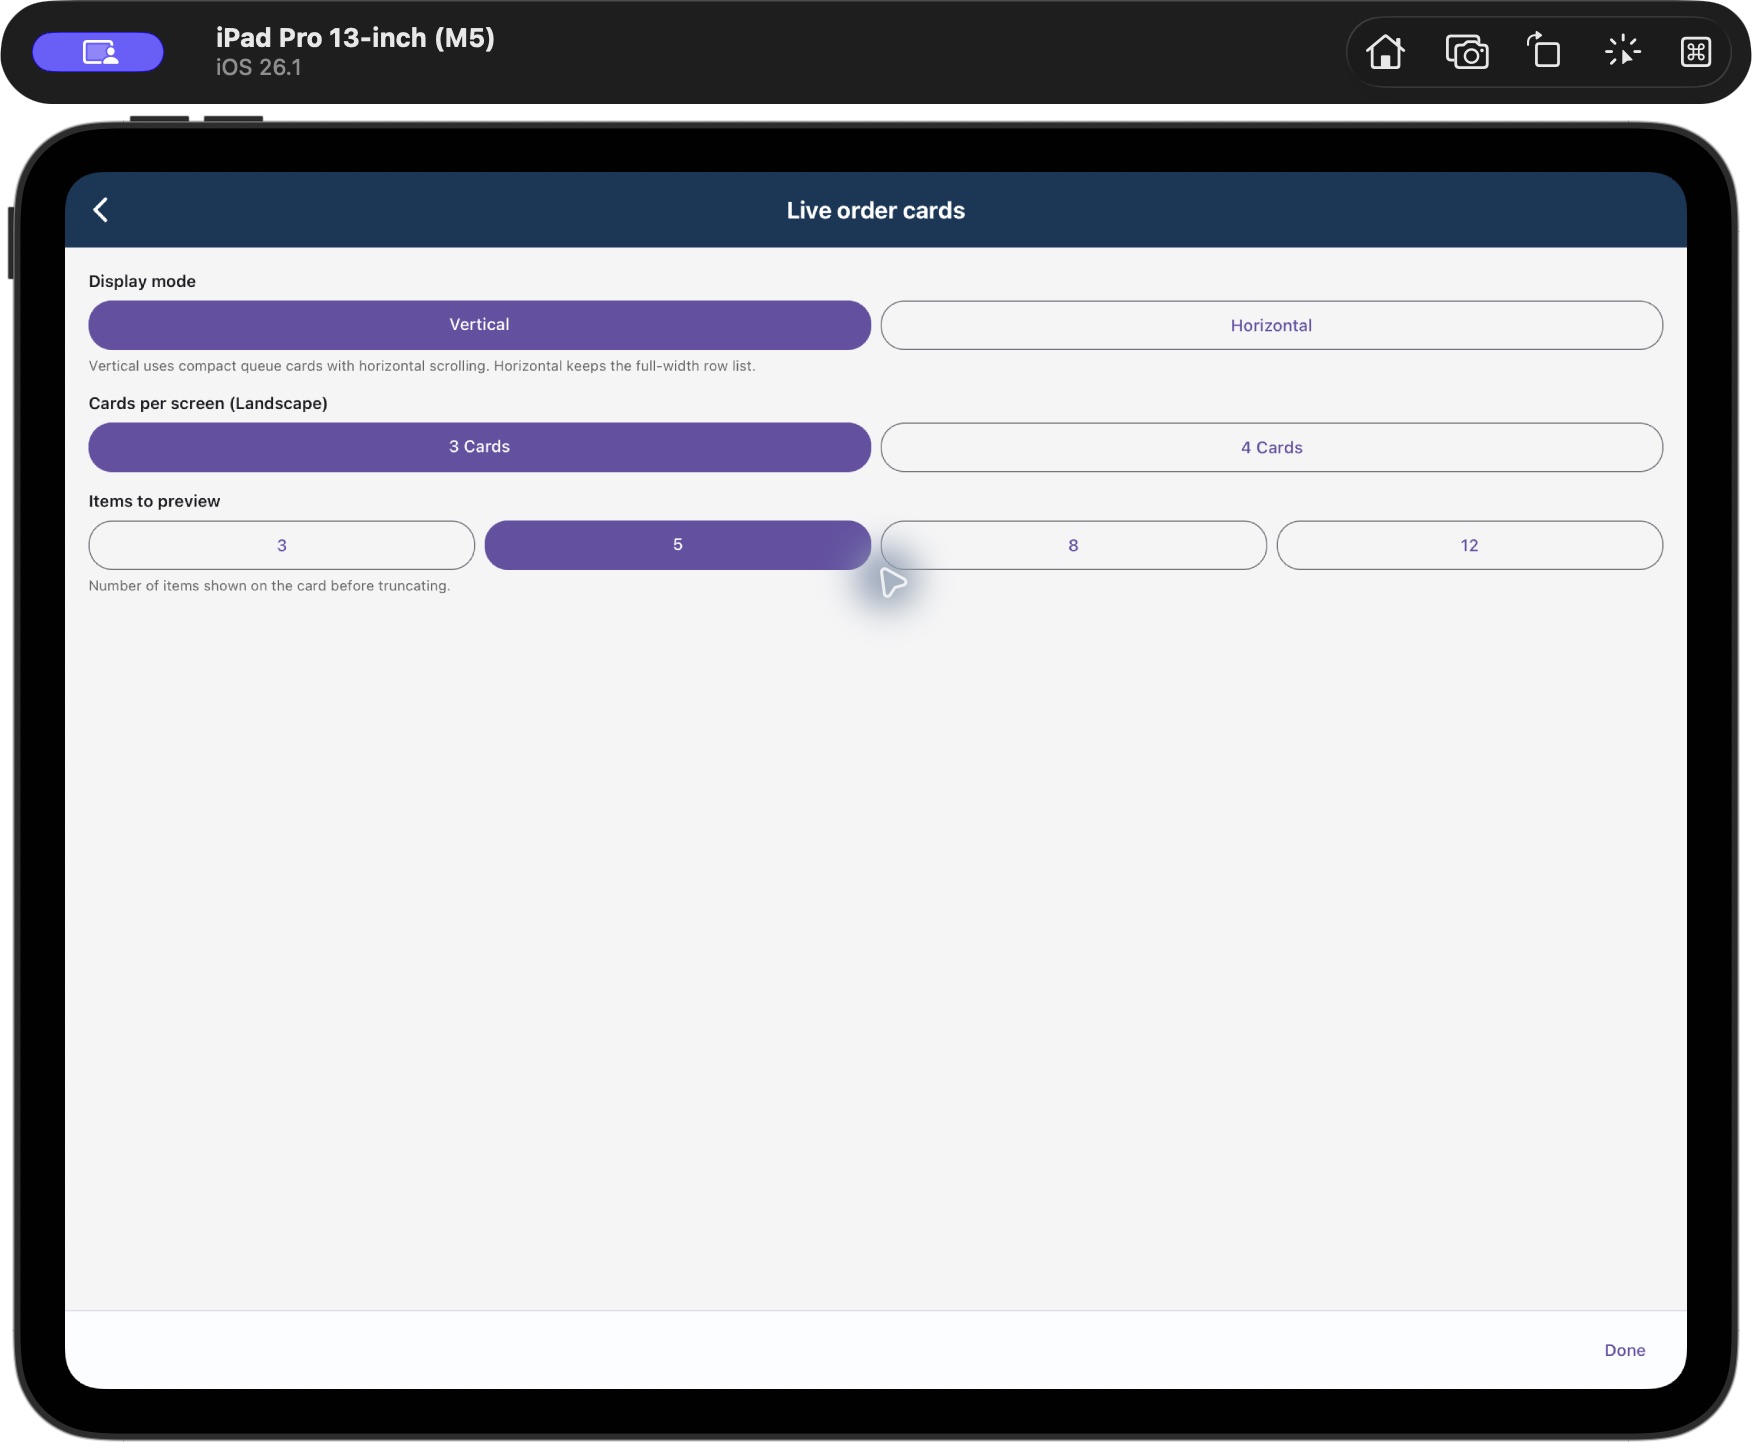 iPad Pro 13-inch (M5)
iOS 26.1
Live order cards
Display mode
Vertical
Horizontal
Vertical uses compact queue cards with horizontal scrolling. Horizontal keeps the full-width row list.
Cards per screen (Landscape)
3 Cards
4 Cards
Items to preview
3
5
8
12
Number of items shown on the card before truncating.
Done